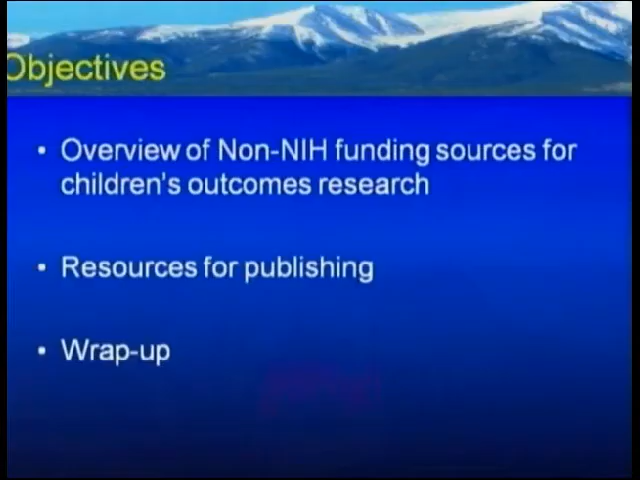 Objectives
• Overview of Non-NIH funding sources for
children's outcomes research
• Resources for publishing
• Wrap-up